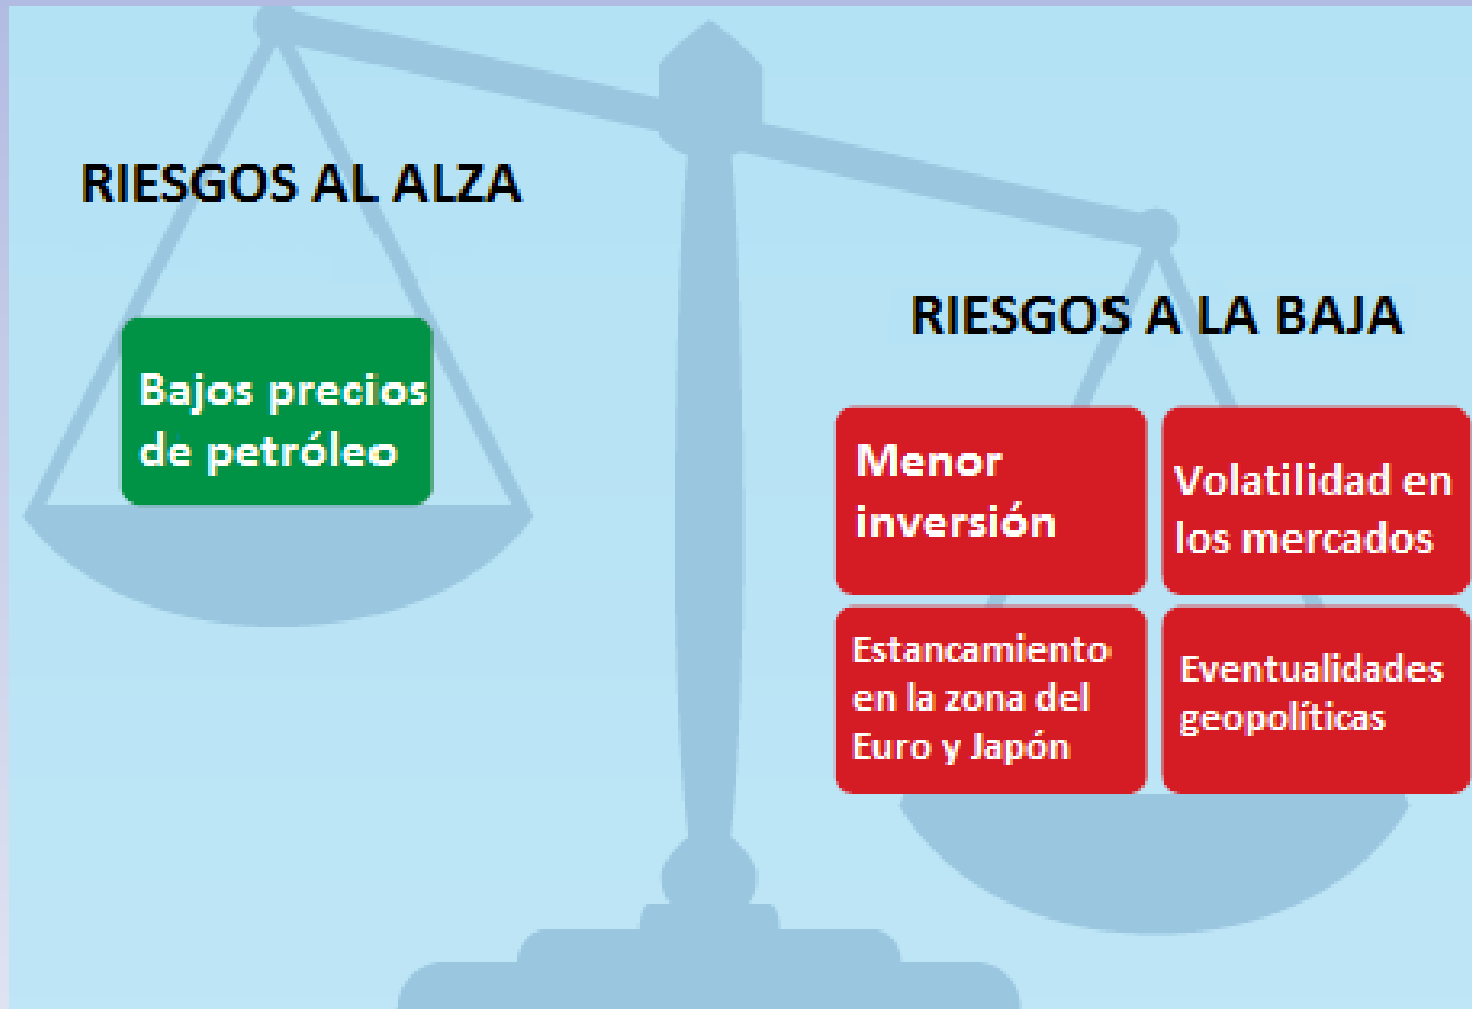 RIESGOS AL ALZA
Bajos precios
de petróleo
RIESGOS A LA BAJA
Menor
inversión
Volatilidad en
los mercados
Estancamiento
en la zona del
Euro y Japón
Eventualidades
geopolíticas